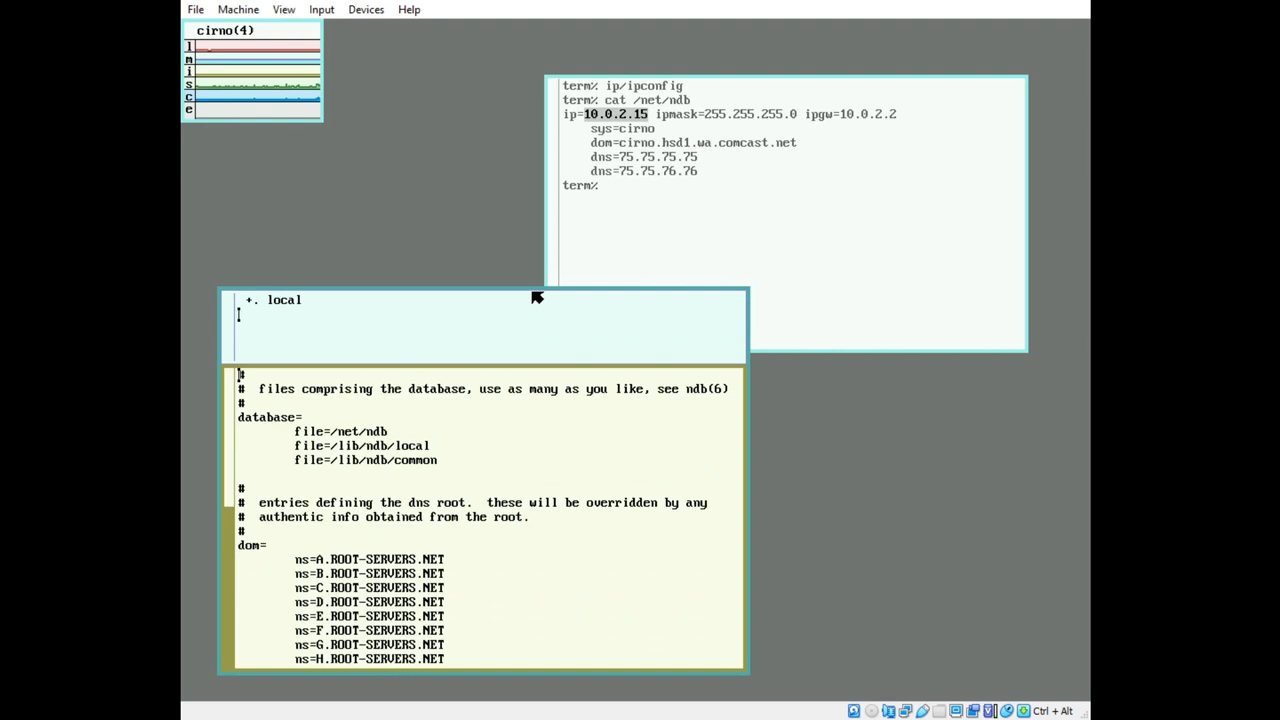 File Machine View Input Devices Help
cirno(4)
l
m
i
s
c
e
term% ip/ipconfig
term% cat /net/ndb
ip=10.0.2.15 ipmask=255.255.255.0 ipgw=10.0.2.2
sys=cirno
dom=cirno.hsd1.wa.comcast.net
dns=75.75.75.75
dns=75.75.76.76
term%
+. local
#
# files comprising the database, use as many as you like, see ndb(6)
#
database=
file=/net/ndb
file=/lib/ndb/local
file=/lib/ndb/common
#
# entries defining the dns root. these will be overridden by any
# authentic info obtained from the root.
#
dom=
ns=A.ROOT-SERVERS.NET
ns=B.ROOT-SERVERS.NET
ns=C.ROOT-SERVERS.NET
ns=D.ROOT-SERVERS.NET
ns=E.ROOT-SERVERS.NET
ns=F.ROOT-SERVERS.NET
ns=G.ROOT-SERVERS.NET
ns=H.ROOT-SERVERS.NET
Ctrl + Alt